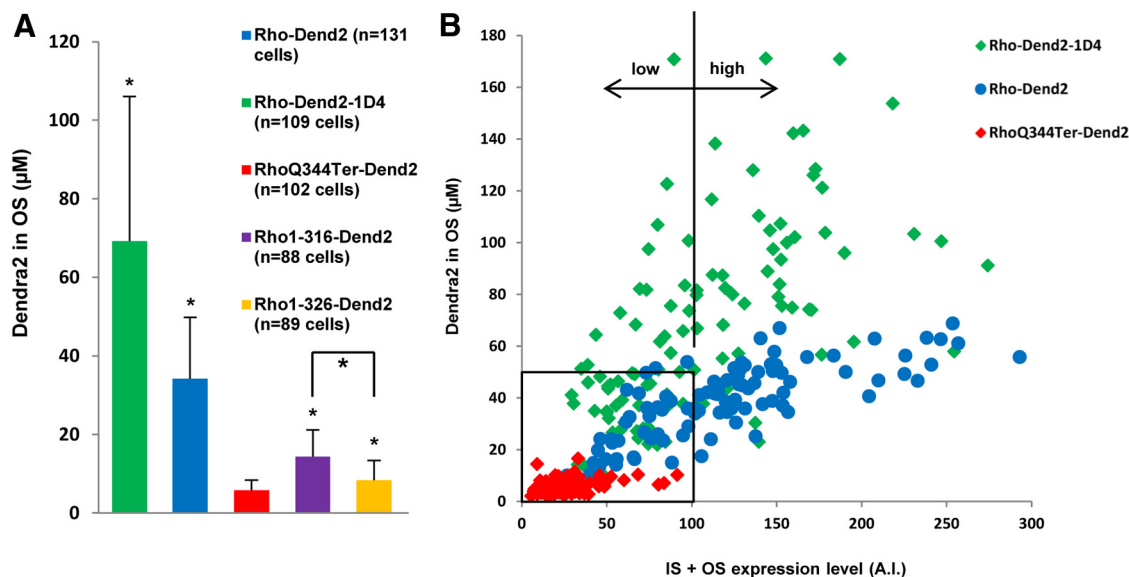 A
120
100
80
60
40
20
0
Dendra2 in OS (µM)
*
*
*
*
*
Rho-Dend2 (n=131
cells)
Rho-Dend2-1D4
(n=109 cells)
RhoQ344Ter-Dend2
(n=102 cells)
Rho1-316-Dend2
(n=88 cells)
Rho1-326-Dend2
(n=89 cells)
B
180
160
140
120
100
80
60
40
20
0
Dendra2 in OS (µM)
low high
Rho-Dend2-1D4
Rho-Dend2
RhoQ344Ter-Dend2
0 50 100 150 200 250 300
IS + OS expression level (A.I.)